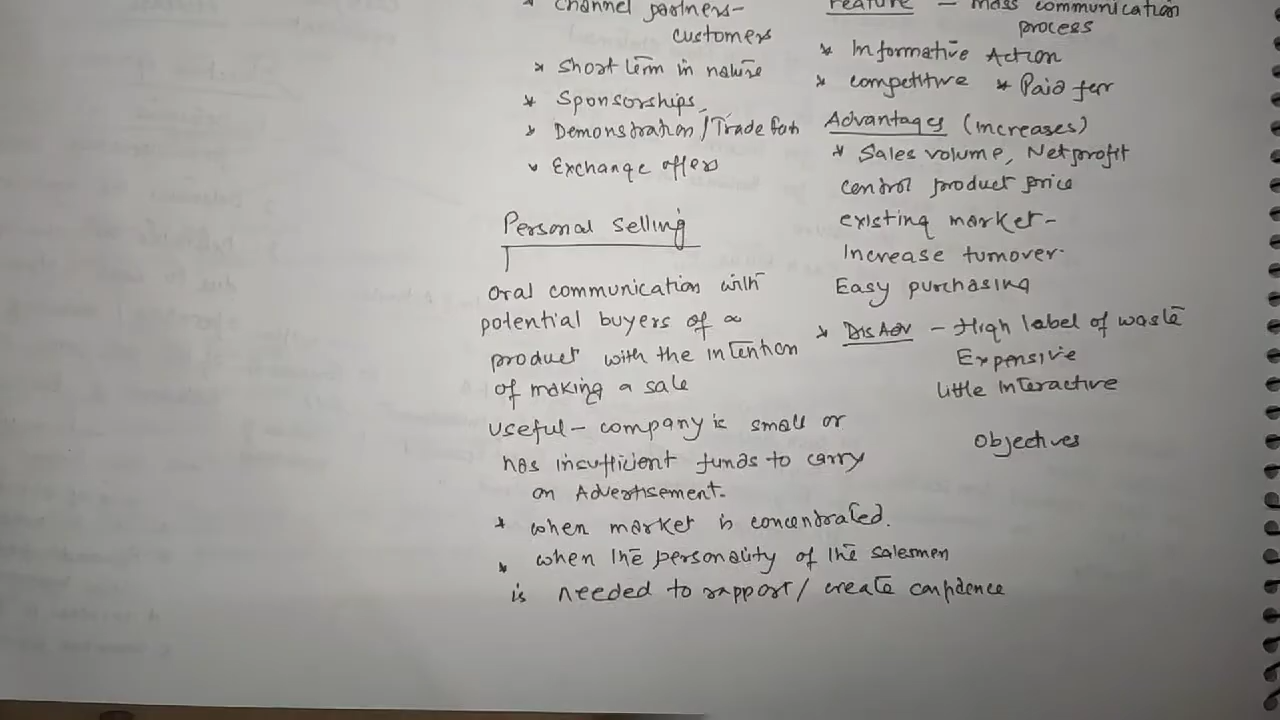 * Channel partners-
customers
* Short term in nature
* Sponsorships,
* Demonstration/Trade fair
* Exchange offers
Personal Selling
oral communication with
potential buyers of a
product with the intention
of making a sale
useful - company is small or
has insufficient funds to carry
on Advertisement.
* when market is concentrated.
* when the personality of the salesmen
is needed to rapport/ create confidence
Feature - Mass communication
process
* Informative Action
* competitive * Paid for
Advantages (increases)
* Sales volume, Net profit
control product price
existing market-
Increase turnover.
Easy purchasing
* DisAdv - High label of waste
Expensive
little Interactive
Objectives